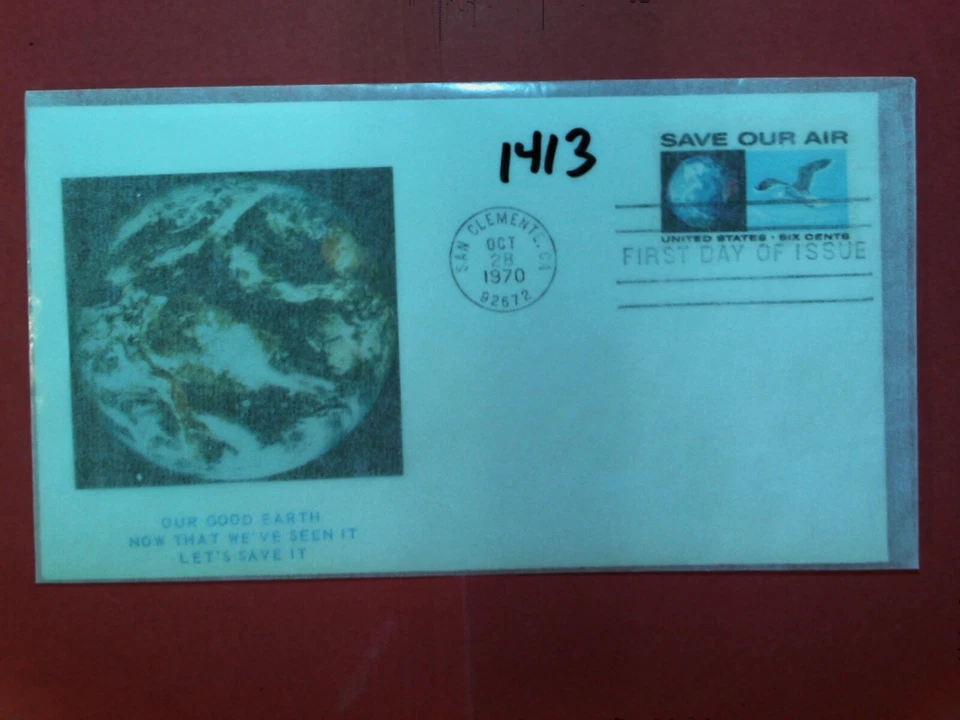 1413
SAVE OUR AIR
UNITED STATES • SIX CENTS
FIRST DAY OF ISSUE
SAN CLEMENTE, CA
OCT
28
1970
92672
OUR GOOD EARTH
NOW THAT WE'VE SEEN IT
LET'S SAVE IT